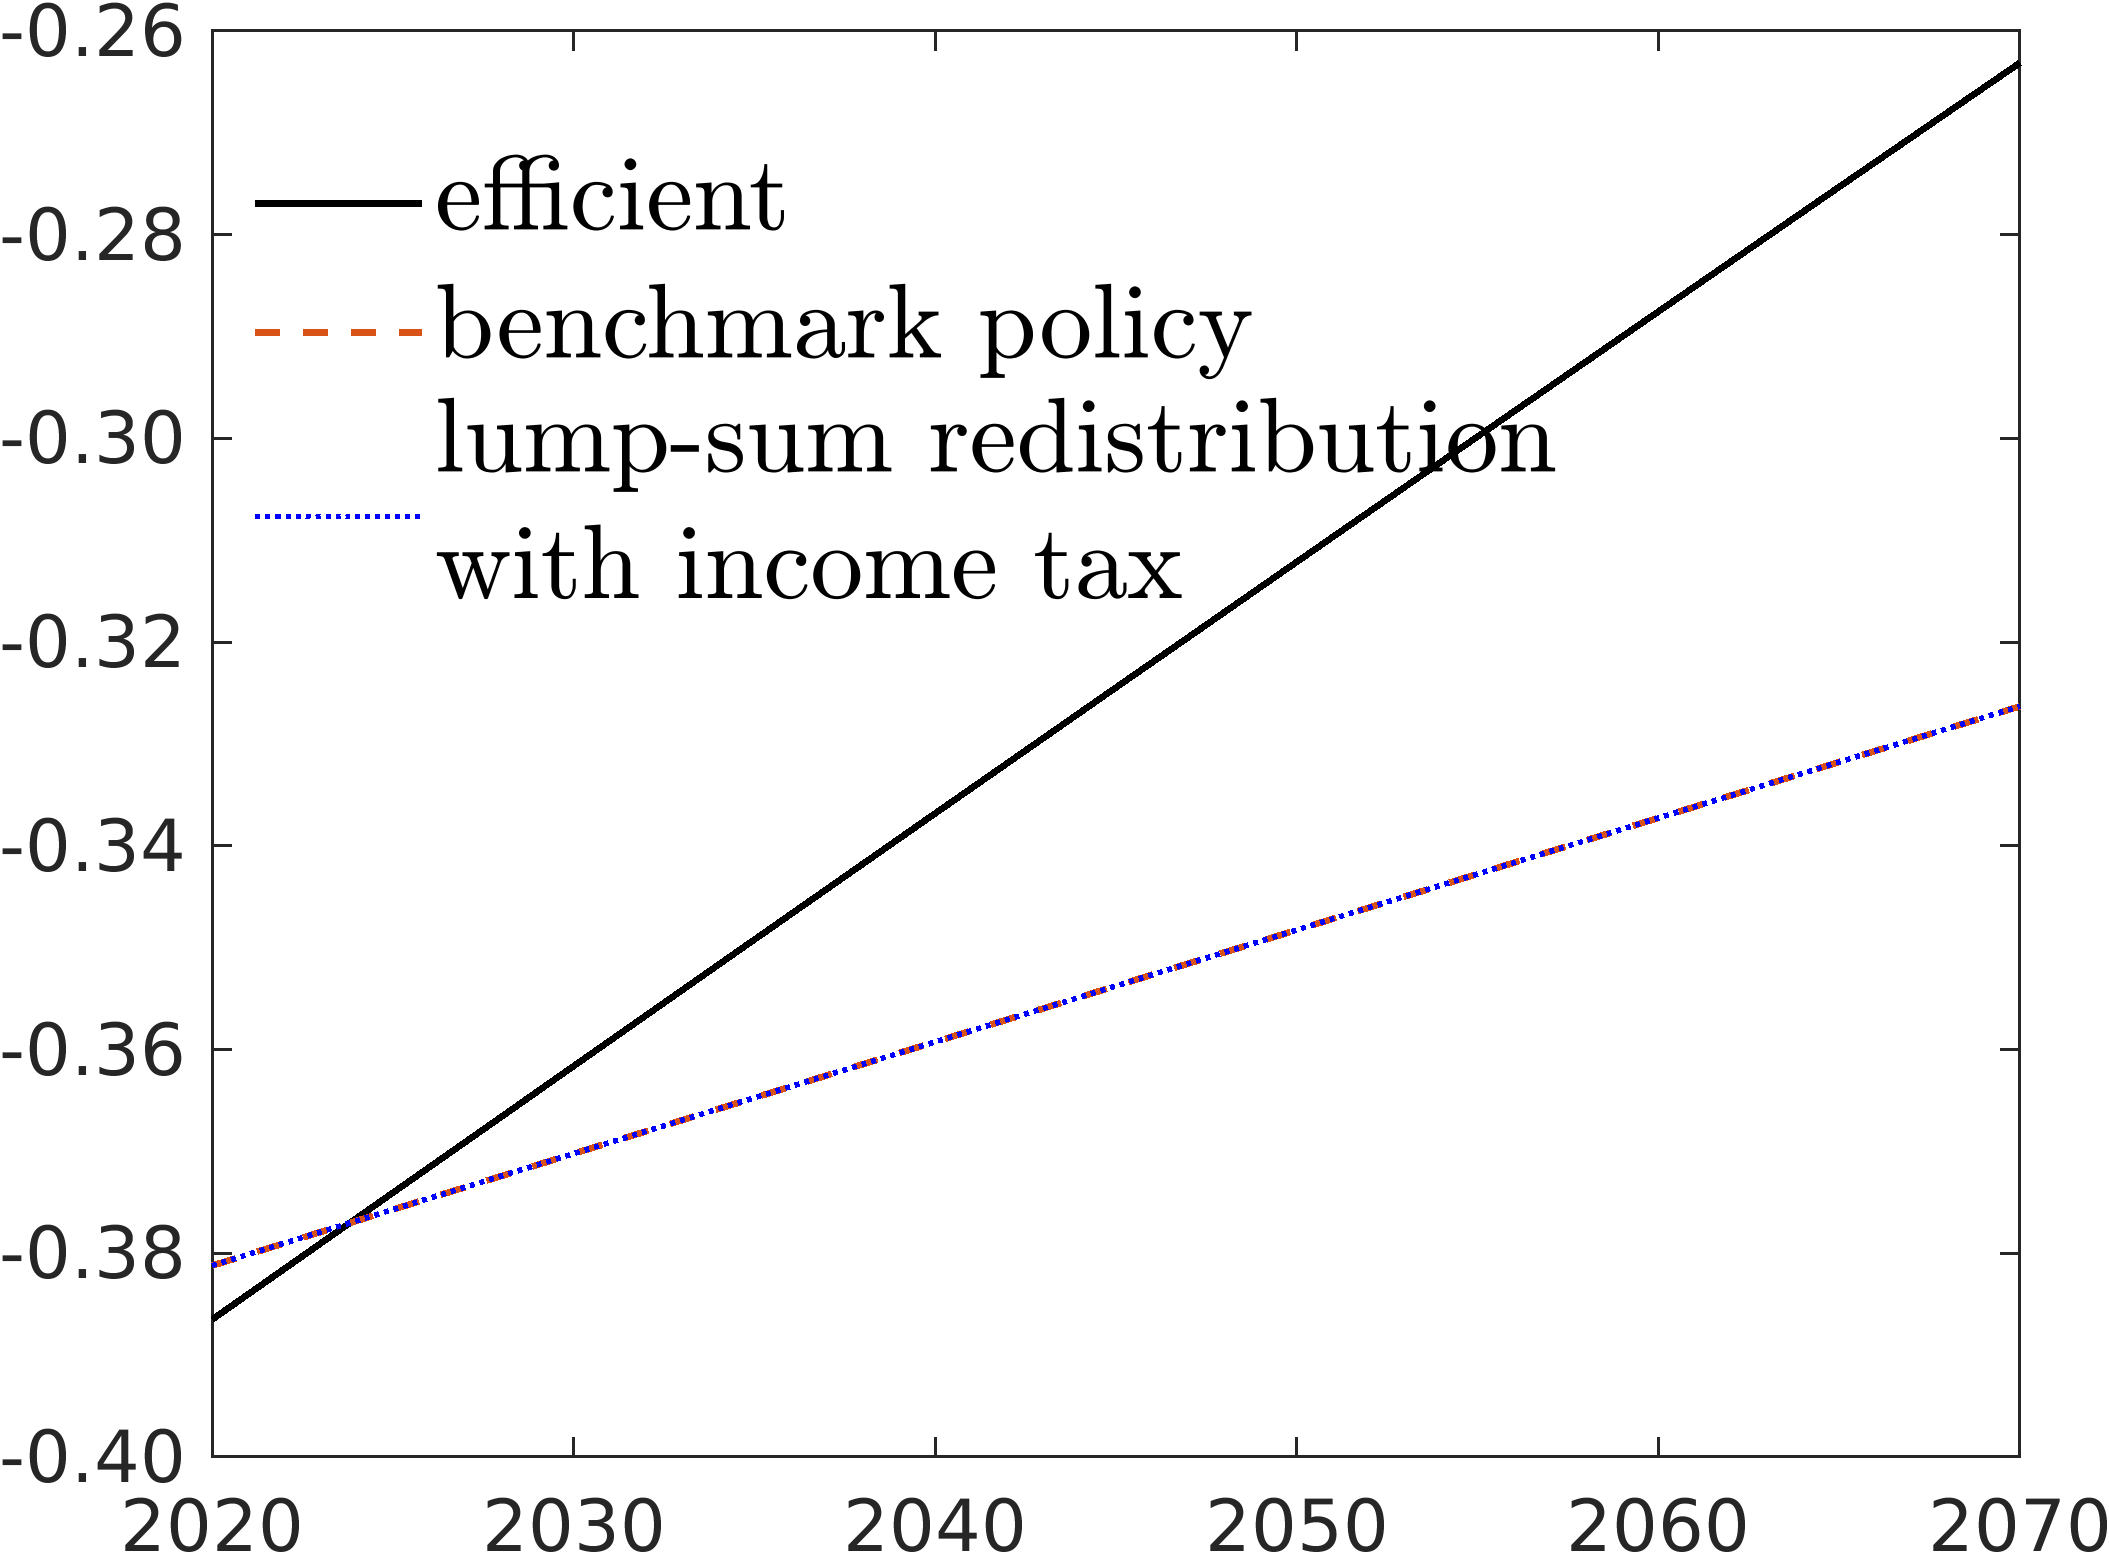 -0.26
-0.28
-0.30
-0.32
-0.34
-0.36
-0.38
-0.40
efficient
benchmark policy
lump-sum redistribution
with income tax
2020 2030 2040 2050 2060 2070